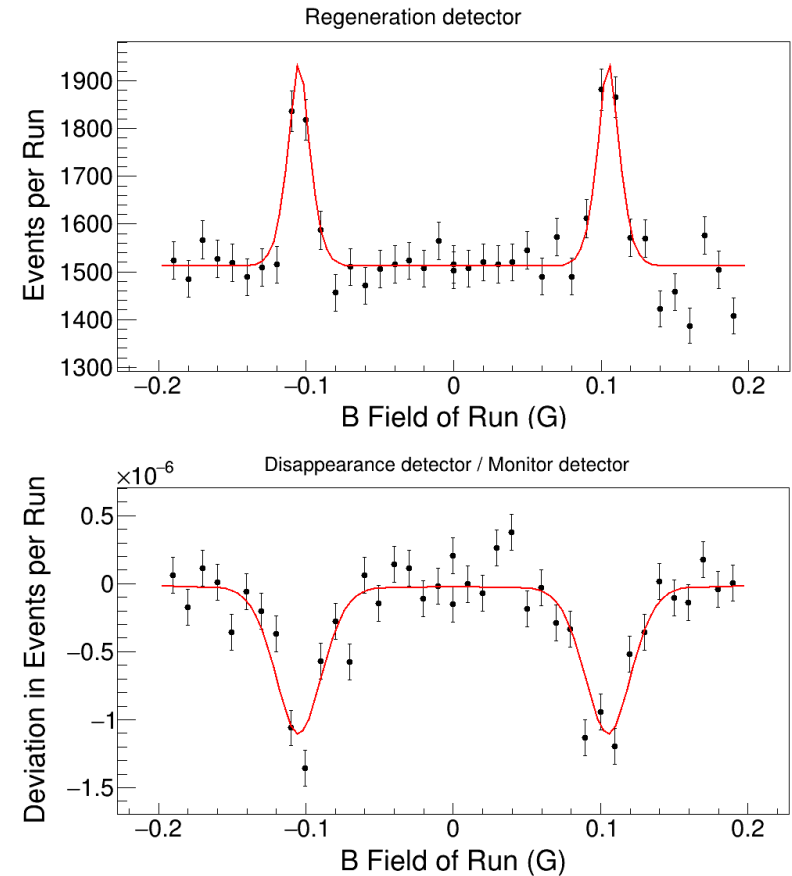 Regeneration detector
Events per Run
1900
1800
1700
1600
1500
1400
1300
−0.2 −0.1 0 0.1 0.2
B Field of Run (G)
×10−6
Disappearance detector / Monitor detector
Deviation in Events per Run
0.5
0
−0.5
−1
−1.5
−0.2 −0.1 0 0.1 0.2
B Field of Run (G)